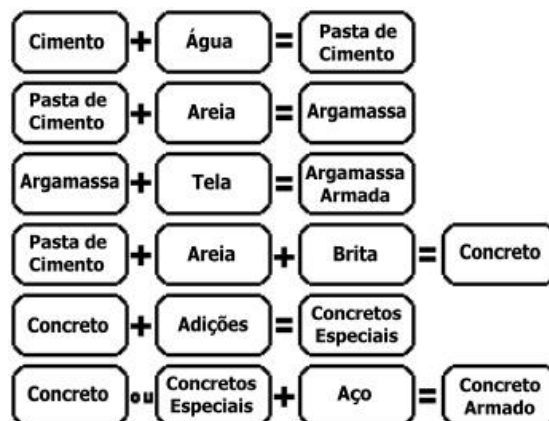 Cimento + Água = Pasta de Cimento
Pasta de Cimento + Areia = Argamassa
Argamassa + Tela = Argamassa Armada
Pasta de Cimento + Areia + Brita = Concreto
Concreto + Adições = Concretos Especiais
Concreto ou Concretos Especiais + Aço = Concreto Armado